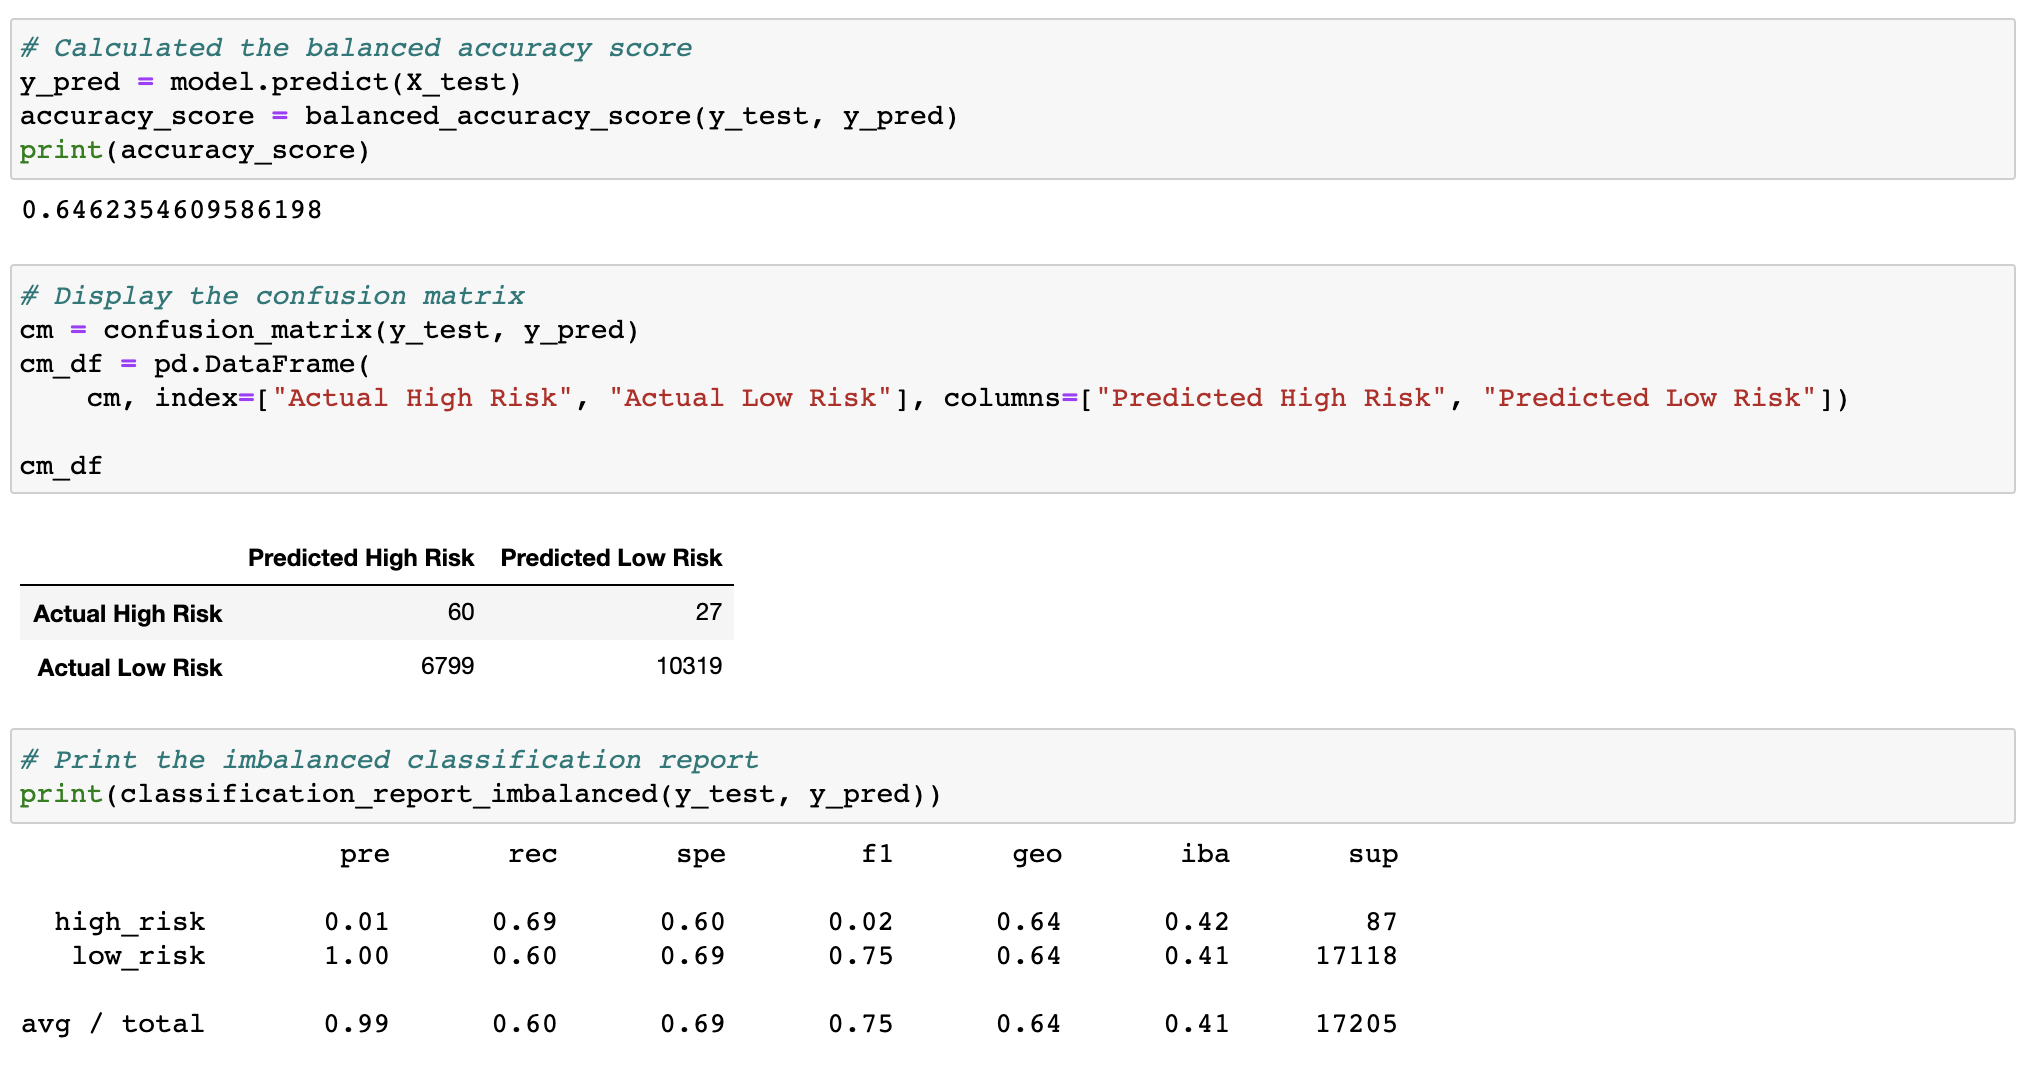 # Calculated the balanced accuracy score
y_pred = model.predict(X_test)
accuracy_score = balanced_accuracy_score(y_test, y_pred)
print(accuracy_score)
0.6462354609586198
# Display the confusion matrix
cm = confusion_matrix(y_test, y_pred)
cm_df = pd.DataFrame(
    cm, index=["Actual High Risk", "Actual Low Risk"], columns=["Predicted High Risk", "Predicted Low Risk"])
cm_df
Predicted High Risk Predicted Low Risk
Actual High Risk 60 27
Actual Low Risk 6799 10319
# Print the imbalanced classification report
print(classification_report_imbalanced(y_test, y_pred))
pre rec spe f1 geo iba sup
high_risk 0.01 0.69 0.60 0.02 0.64 0.42 87
low_risk 1.00 0.60 0.69 0.75 0.64 0.41 17118
avg / total 0.99 0.60 0.69 0.75 0.64 0.41 17205